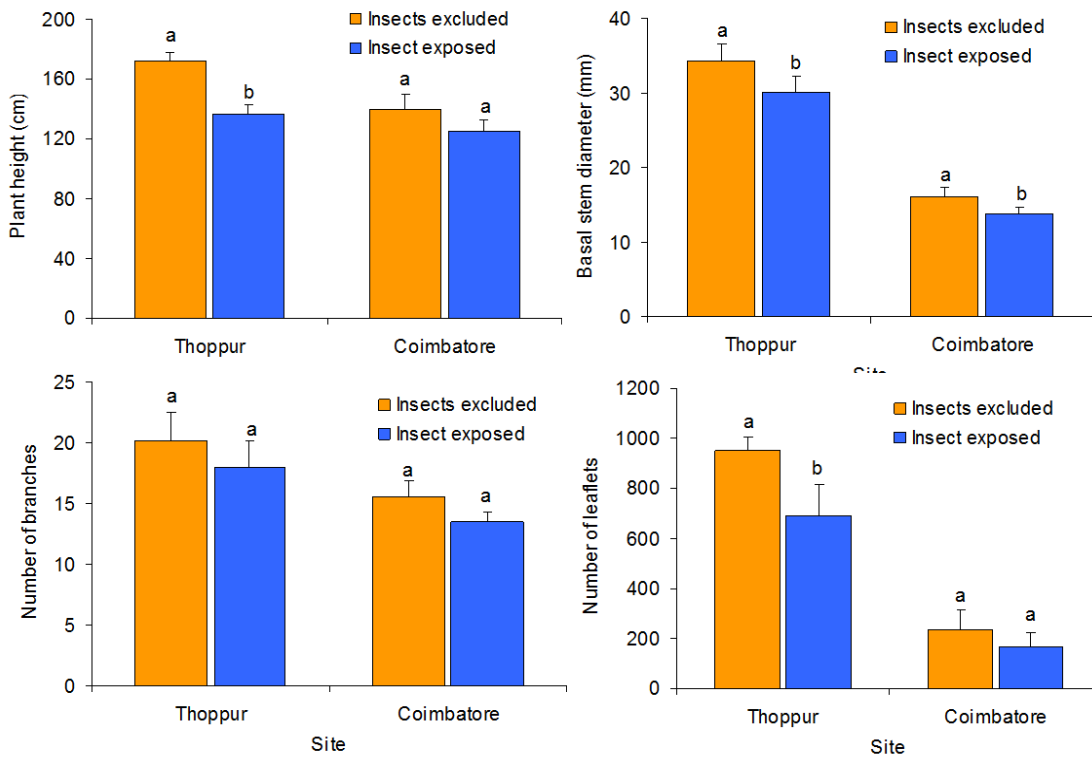 Plant height (cm)
200
160
120
80
40
0
Insects excluded
Insect exposed
a
b
a
a
Thoppur
Coimbatore
Basal stem diameter (mm)
40
30
20
10
0
Insects excluded
Insect exposed
a
b
a
b
Thoppur
Coimbatore
Site
Number of branches
25
20
15
10
5
0
Insects excluded
Insect exposed
a
a
a
a
Thoppur
Coimbatore
Site
Number of leaflets
1200
1000
800
600
400
200
0
Insects excluded
Insect exposed
a
b
a
a
Thoppur
Coimbatore
Site